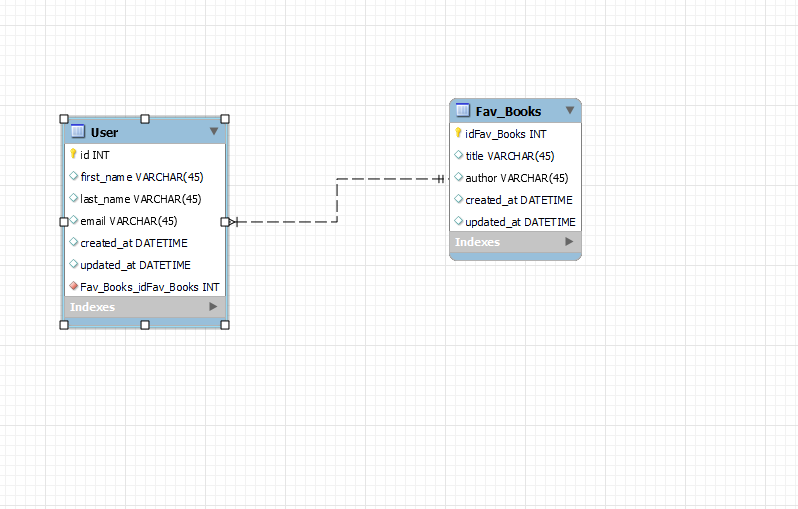 User
id INT
first_name VARCHAR(45)
last_name VARCHAR(45)
email VARCHAR(45)
created_at DATETIME
updated_at DATETIME
Fav_Books_idFav_Books INT
Indexes
Fav_Books
idFav_Books INT
title VARCHAR(45)
author VARCHAR(45)
created_at DATETIME
updated_at DATETIME
Indexes